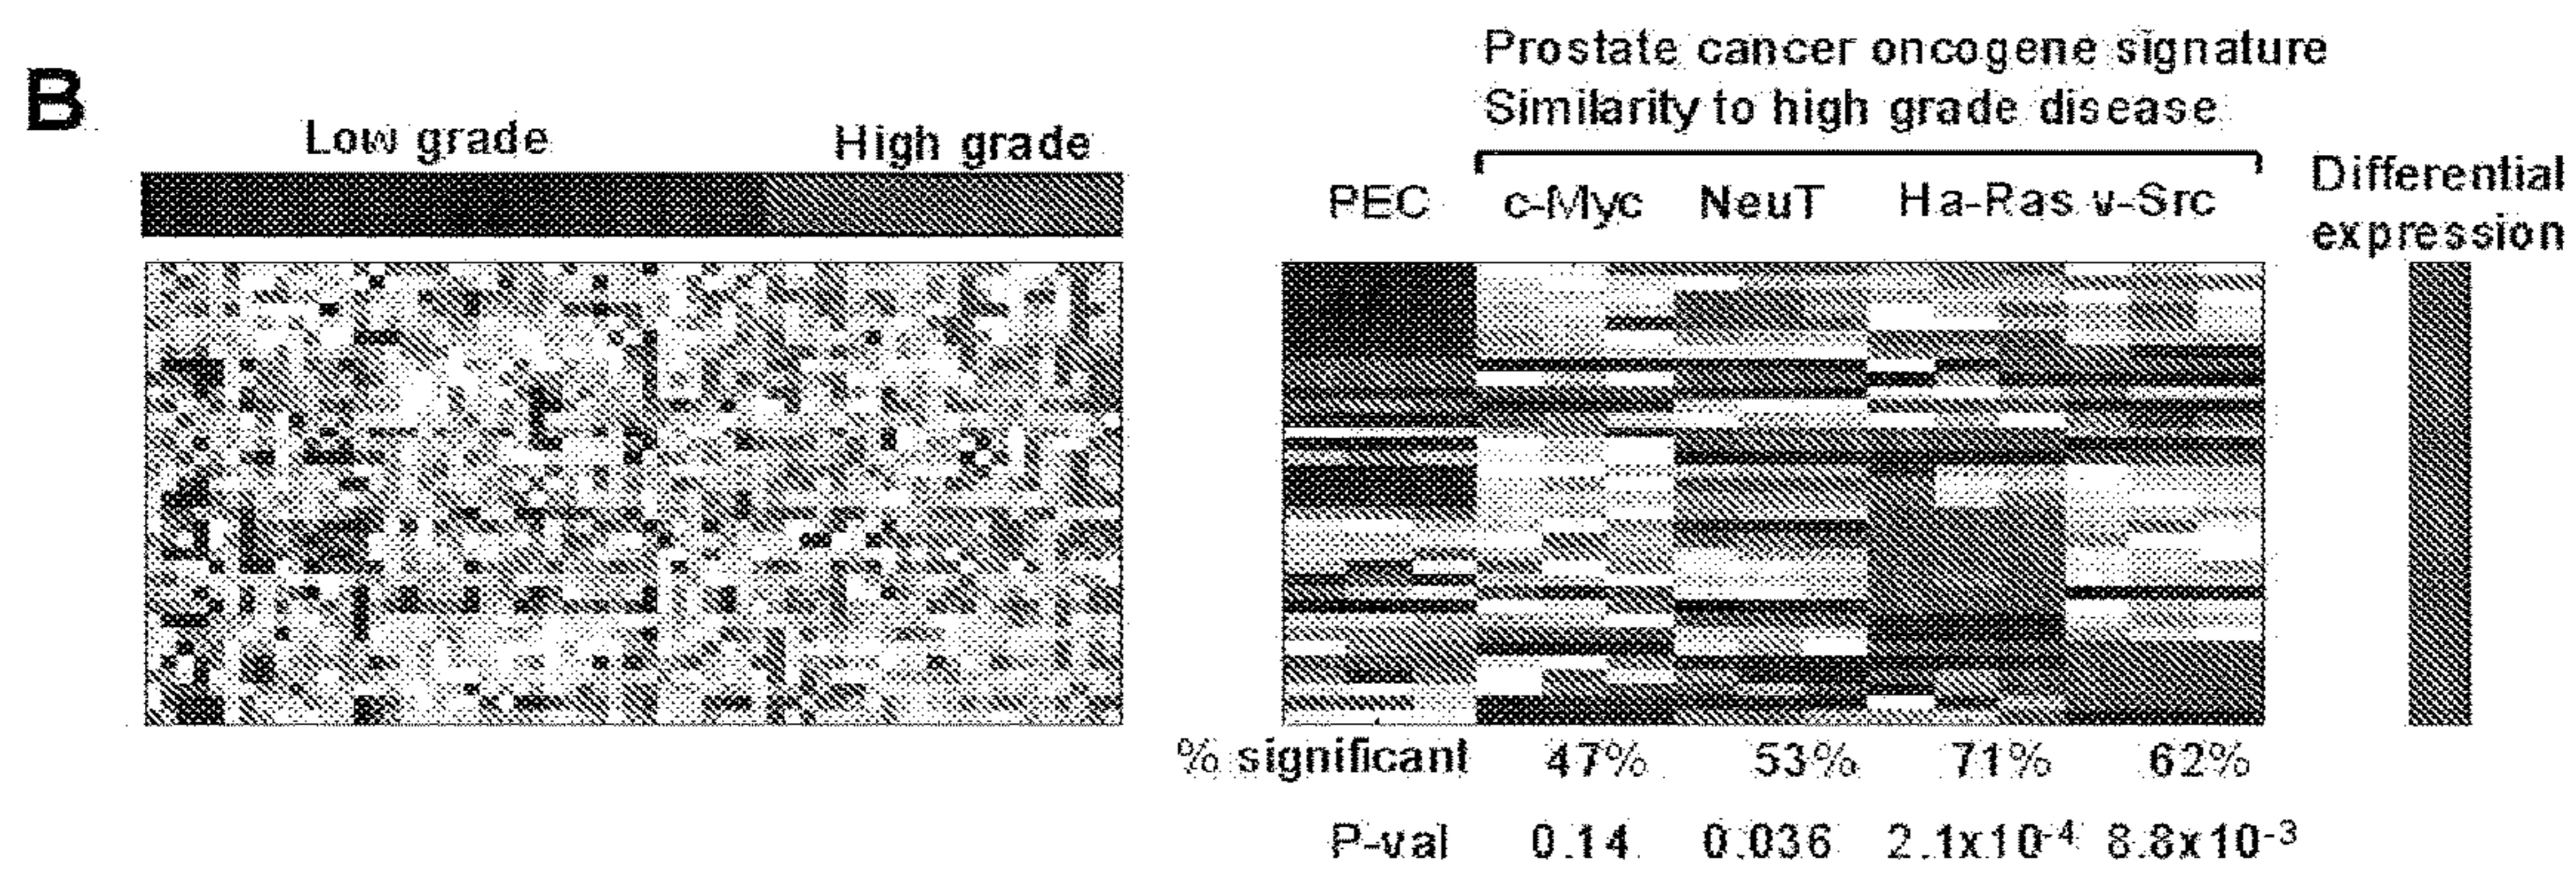 B
Low grade
High grade
Prostate cancer oncogene signature
Similarity to high grade disease
PEC c-Myc NeuT Ha-Ras v-Src
Differential
expression
% significant 47% 53% 71% 62%
P-val 0.14 0.036 2.1x10⁻⁴ 8.8x10⁻³